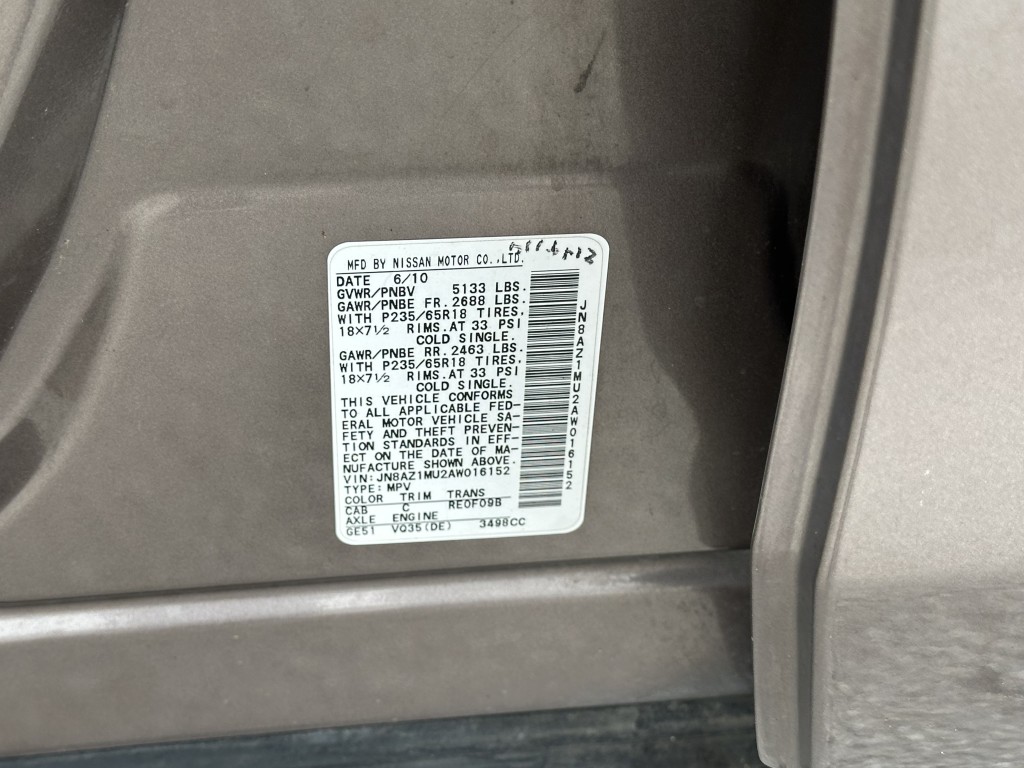 MFD BY NISSAN MOTOR CO.,LTD.
DATE 6/10
GVWR/PNBV 5133 LBS.
GAWR/PNBE FR. 2688 LBS.
WITH P235/65R18 TIRES,
18×7½ RIMS.AT 33 PSI
COLD SINGLE.
GAWR/PNBE RR. 2463 LBS.
WITH P235/65R18 TIRES,
18×7½ RIMS.AT 33 PSI
COLD SINGLE.
THIS VEHICLE CONFORMS
TO ALL APPLICABLE FED-
ERAL MOTOR VEHICLE SA-
FETY AND THEFT PREVEN-
TION STANDARDS IN EFF-
ECT ON THE DATE OF MA-
NUFACTURE SHOWN ABOVE.
VIN:JN8AZ1MU2AW016152
TYPE:MPV
COLOR TRIM TRANS
CAB C RE0F09B
AXLE ENGINE
GE51 VQ35(DE) 3498CC
JN8AZ1MU2AW016152